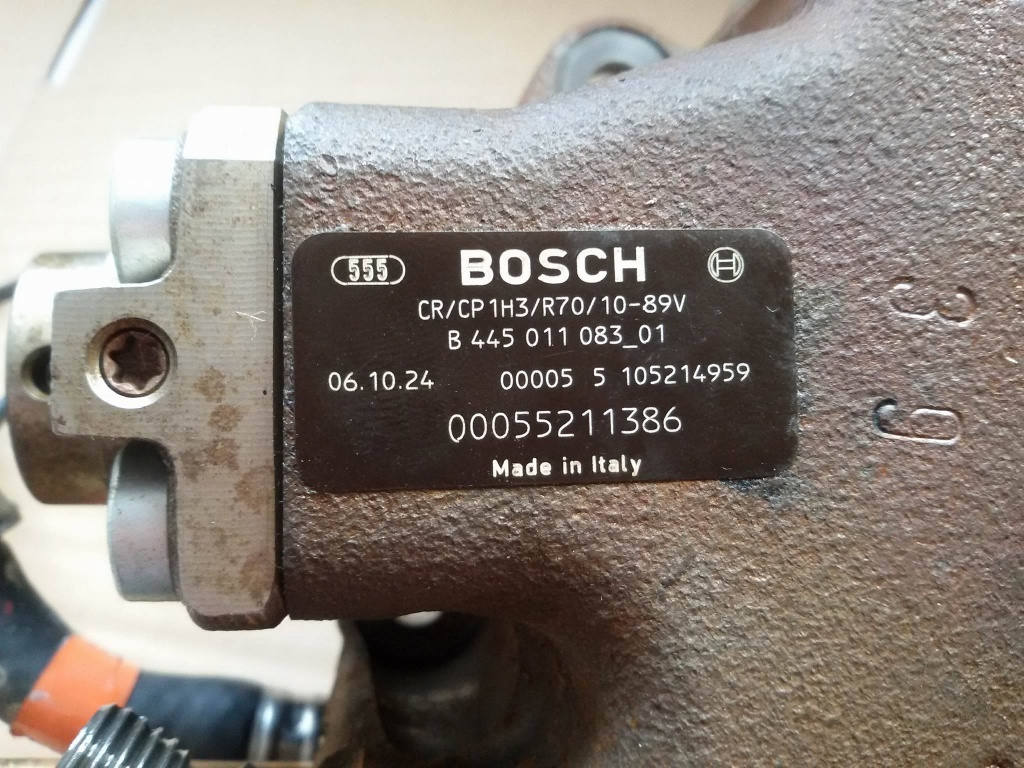 555 BOSCH
CR/CP1H3/R70/10-89V
B 445 011 083_01
06.10.24 00005 5 105214959
00055211386
Made in Italy